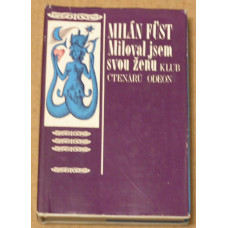 MILÁN FÜST
Miloval jsem
svou ženu KLUB
ČTENÁŘŮ ODEON